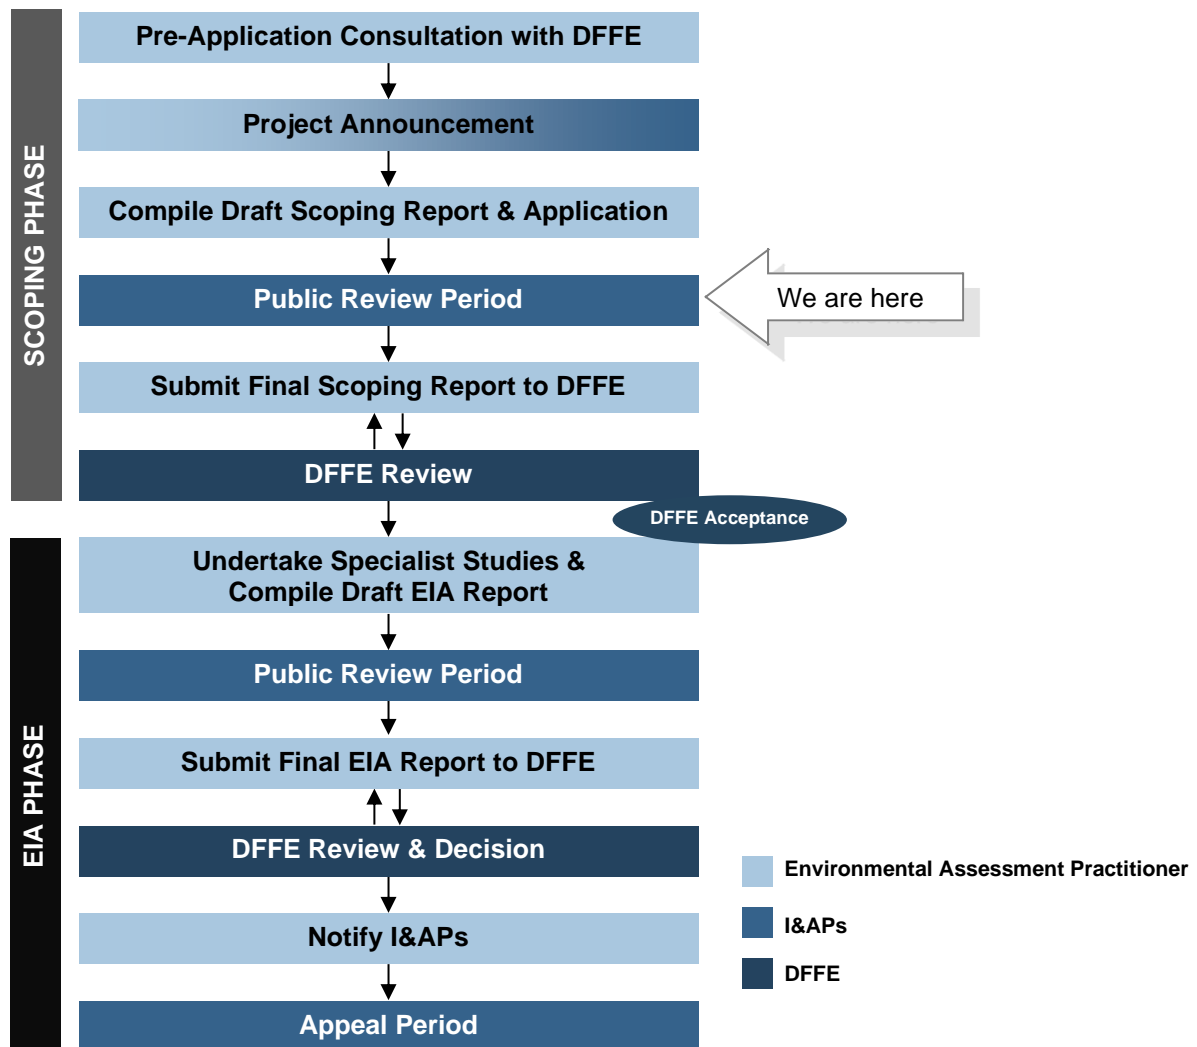 SCOPING PHASE
Pre-Application Consultation with DFFE
Project Announcement
Compile Draft Scoping Report & Application
Public Review Period
We are here
Submit Final Scoping Report to DFFE
DFFE Review
DFFE Acceptance
EIA PHASE
Undertake Specialist Studies &
Compile Draft EIA Report
Public Review Period
Submit Final EIA Report to DFFE
DFFE Review & Decision
Notify I&APs
Appeal Period
Environmental Assessment Practitioner
I&APs
DFFE